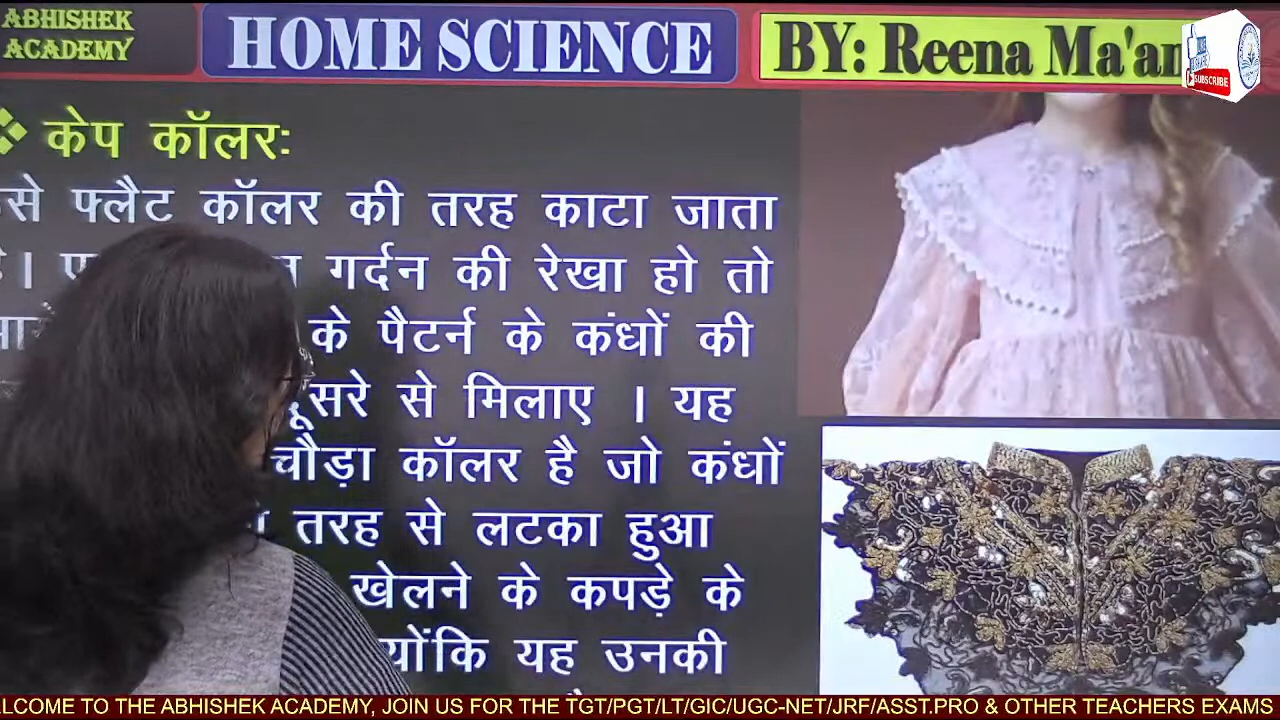 ABHISHEK
ACADEMY
HOME SCIENCE
BY: Reena Ma'am
SUBSCRIBE
केप कॉलर:
फ्लैट कॉलर की तरह काटा जाता
गर्दन की रेखा हो तो
के पैटर्न के कंधों की
से मिलाए । यह
चौड़ा कॉलर है जो कंधों
तरह से लटका हुआ
खेलने के कपड़े के
यह उनकी
TO THE ABHISHEK ACADEMY, JOIN US FOR THE TGT/PGT/LT/GIC/UGC-NET/JRF/ASST.PRO & OTHER TEACHERS EXAMS